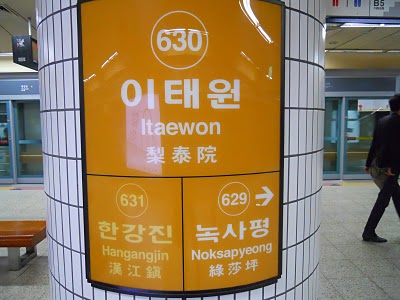 630
이태원
Itaewon
梨泰院
631
한강진
Hangangjin
漢江鎭
629 →
녹사평
Noksapyeong
綠莎坪
B5